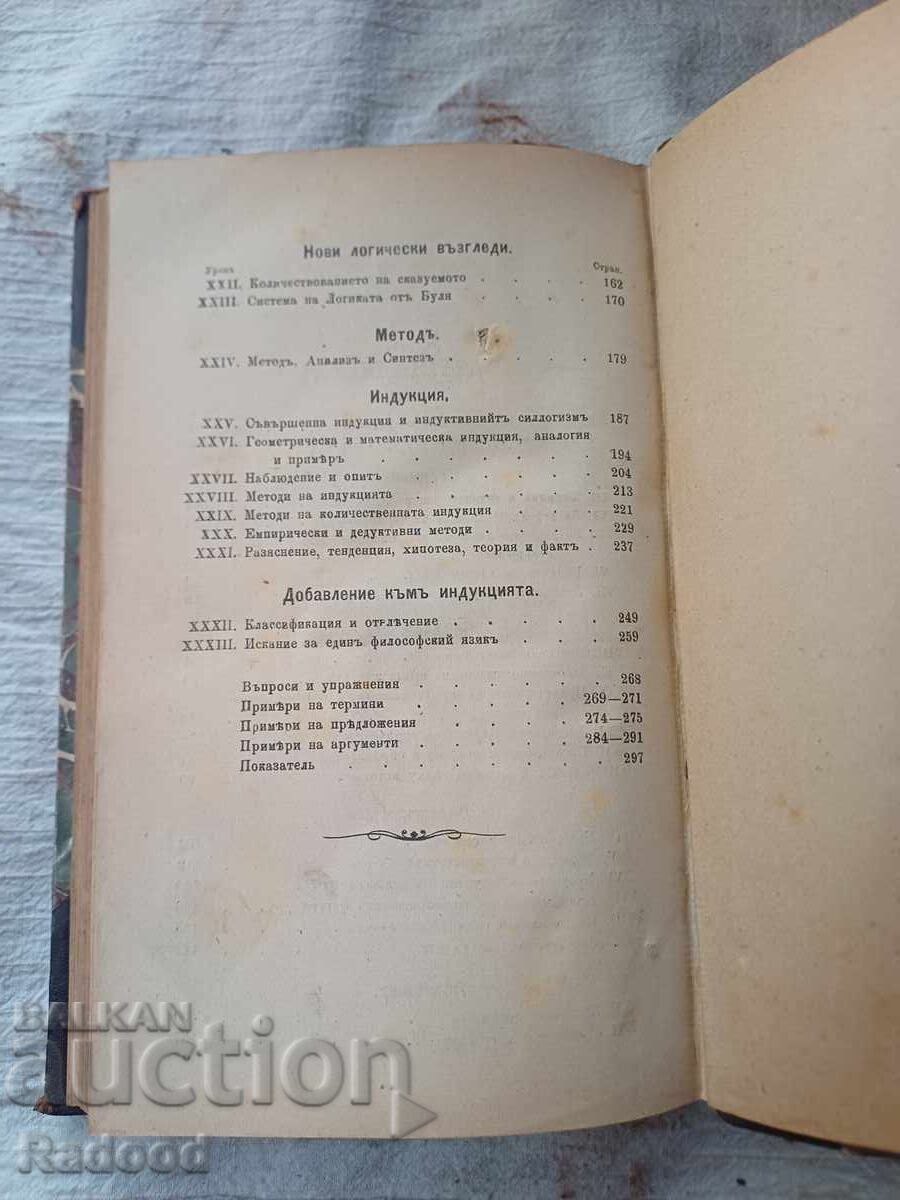 Нови логически възгледи.
Урокъ Стран.
XXII. Количествованието на сказуемото . . . . 162
XXIII. Система на Логиката отъ Буля . . . . 170
Методъ.
XXIV. Методъ, Анализъ и Синтезъ . . . . . 179
Индукция,
XXV. Съвършенна индукция и индуктивнийтъ силлогизмъ 187
XXVI. Геометрическа и математическа индукция, аналогия
и примѣръ . . . . . . 194
XXVII. Наблюдение и опитъ . . . . . . 204
XXVIII. Методи на индукцията . . . . . . 213
XXIX. Методи на количественната индукция . . . 221
XXX. Емпирически и дедуктивни методи . . . . 229
XXXI. Разяснение, тенденция, хипотеза, теория и фактъ . 237
Добавление къмъ индукцията.
XXXII. Классификация и отвлѣчение . . . . . 249
XXXIII. Искание за единъ философский язикъ . . . 259
Въпроси и упражнения . . . . . . 268
Примѣри на термини . . . . . 269—271
Примѣри на прѣдложения . . . . 274—275
Примѣри на аргументи . . . . . 284—291
Показатель . . . . . . . 297
BALKAN
auction
Radood